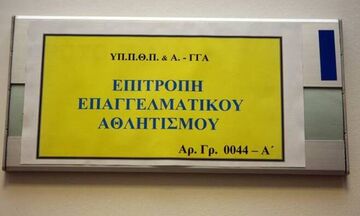 ΥΠ.Π.Θ.Π. & Α. - ΓΓΑ
ΕΠΙΤΡΟΠΗ
ΕΠΑΓΓΕΛΜΑΤΙΚΟΥ
ΑΘΛΗΤΙΣΜΟΥ
Αρ. Γρ. 0044 – Α΄